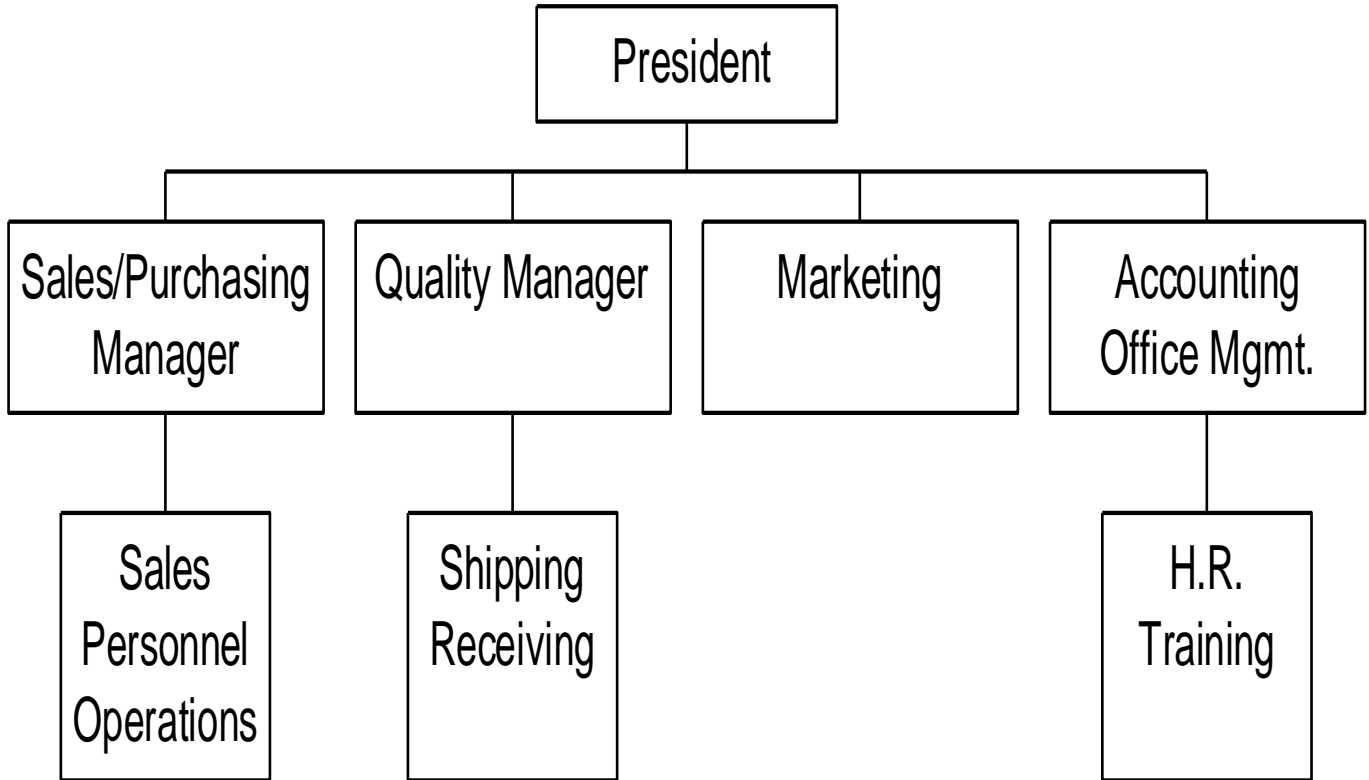 President
Sales/Purchasing
Manager
Quality Manager
Marketing
Accounting
Office Mgmt.
Sales
Personnel
Operations
Shipping
Receiving
H.R.
Training